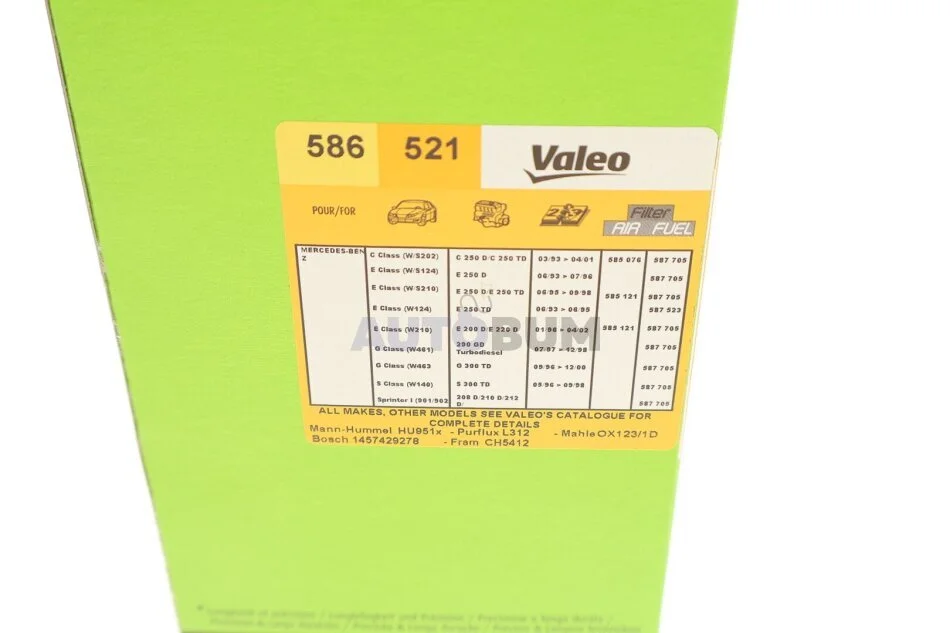 586 521 Valeo
POUR/FOR Filter
AIR FUEL
MERCEDES-BEN
Z
C Class (W/S202) C 250 D/C 250 TD 03/93 > 04/01 585 076 587 705
E Class (W/S124) E 250 D 06/93 > 07/96 587 705
E Class (W/S210) E 250 D/E 250 TD 06/95 > 09/98 585 121 587 705
E Class (W124) E 250 TD 06/93 > 06/95 587 523
E Class (W210) E 200 D/E 220 D 01/96 > 04/02 585 121 587 705
G Class (W461) 290 GD
Turbodiesel 07/97 > 12/98 587 705
G Class (W463 G 300 TD 09/96 > 12/00 587 705
S Class (W140) S 300 TD 05/96 > 09/98 587 705
Sprinter I (901/902 208 D/210 D/212
D/ 587 705
AUTOBUM
ALL MAKES, OTHER MODELS SEE VALEO'S CATALOGUE FOR
COMPLETE DETAILS
Mann-Hummel HU951x - Purflux L312 - Mahle OX123/1D
Bosch 1457429278 - Fram CH5412